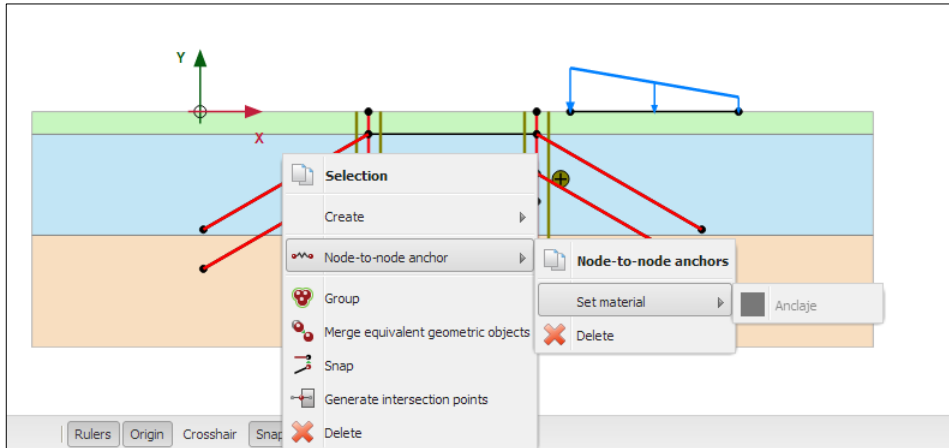 Y
X
Selection
Create
Node-to-node anchor
Node-to-node anchors
Group
Set material
Anclaje
Merge equivalent geometric objects
Delete
Snap
Generate intersection points
Rulers
Origin
Crosshair
Snap
Delete